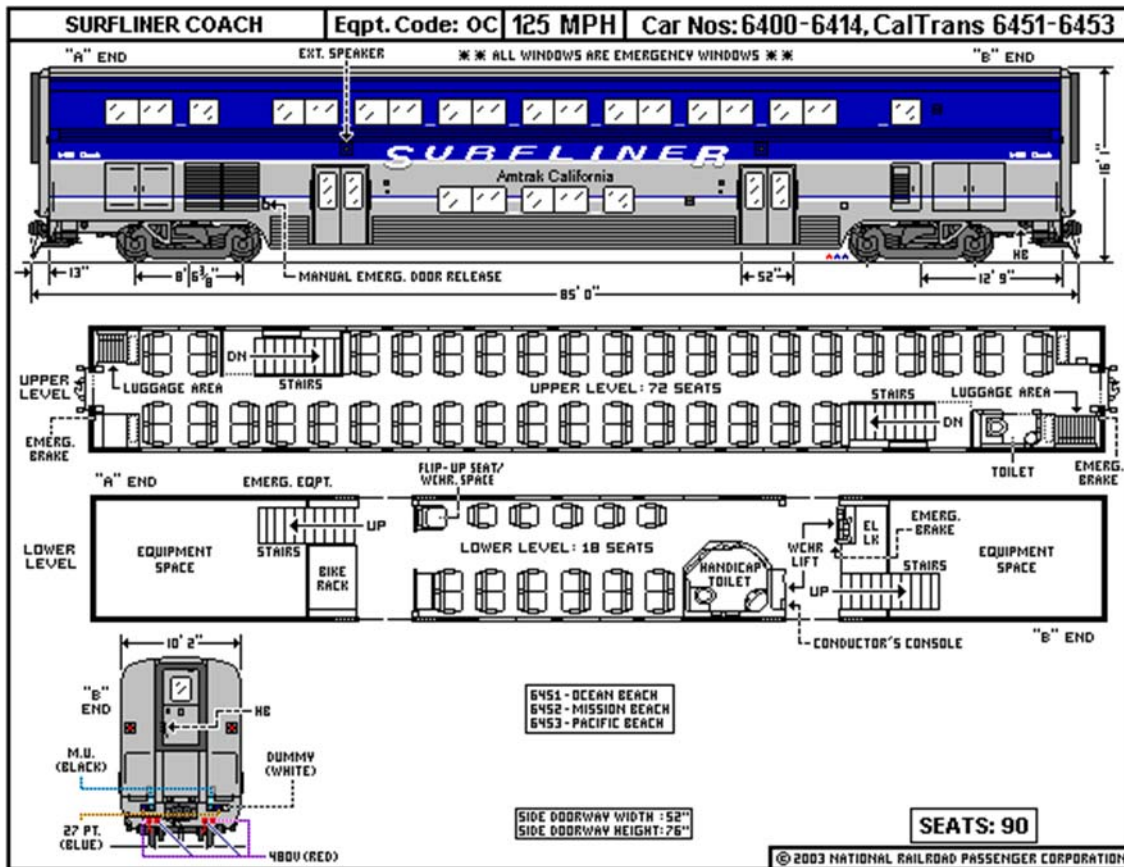 SURFLINER COACH
Eqpt. Code: OC
125 MPH
Car Nos: 6400-6414, CalTrans 6451-6453
"A" END
EXT. SPEAKER
** ALL WINDOWS ARE EMERGENCY WINDOWS **
"B" END
SURFLINER
Amtrak California
16' 1"
13"
8' 6 3/8"
MANUAL EMERG. DOOR RELEASE
52"
HB
12' 9"
85' 0"
UPPER LEVEL
LUGGAGE AREA
DN
STAIRS
UPPER LEVEL: 72 SEATS
STAIRS
LUGGAGE AREA
DN
EMERG. BRAKE
TOILET
EMERG. BRAKE
"A" END
EMERG. EQPT.
FLIP-UP SEAT/
WCHR. SPACE
LOWER LEVEL
EQUIPMENT SPACE
STAIRS
UP
BIKE RACK
LOWER LEVEL: 18 SEATS
HANDICAP TOILET
WCHR LIFT
EL LK
EMERG. BRAKE
STAIRS
UP
EQUIPMENT SPACE
CONDUCTOR'S CONSOLE
"B" END
10' 2"
"B" END
HB
M.U. (BLACK)
DUMMY (WHITE)
27 PT. (BLUE)
480V (RED)
6451 - OCEAN BEACH
6452 - MISSION BEACH
6453 - PACIFIC BEACH
SIDE DOORWAY WIDTH : 52"
SIDE DOORWAY HEIGHT: 76"
SEATS: 90
© 2003 NATIONAL RAILROAD PASSENGER CORPORATION